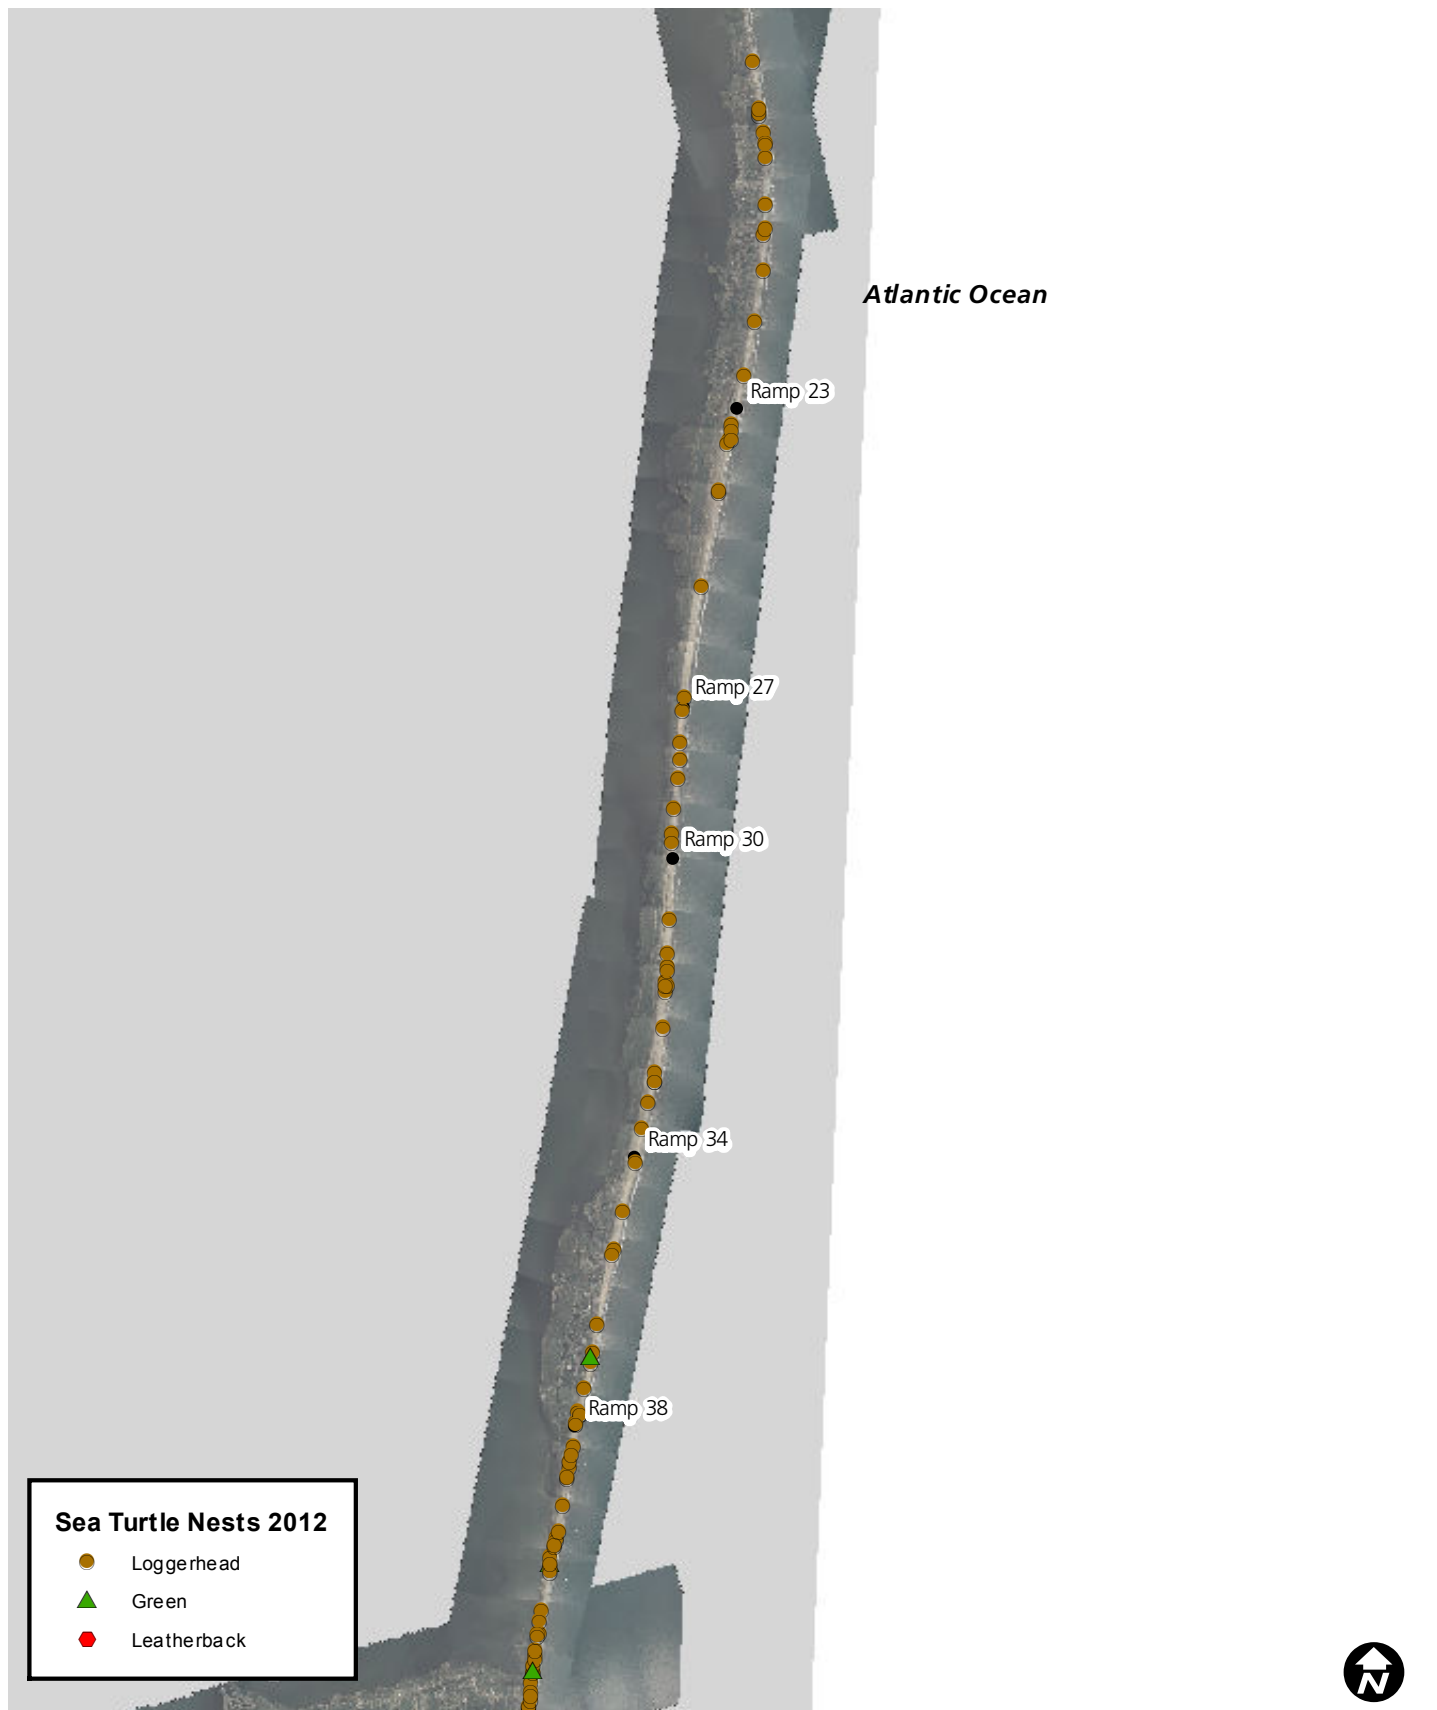 Atlantic Ocean
Ramp 23
Ramp 27
Ramp 30
Ramp 34
Ramp 38
Sea Turtle Nests 2012
Loggerhead
Green
Leatherback
N